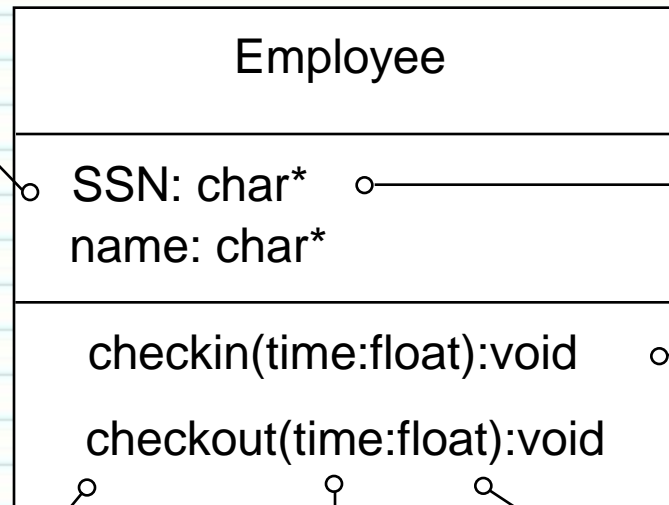 Employee
SSN: char*
name: char*
checkin(time:float):void
checkout(time:float):void